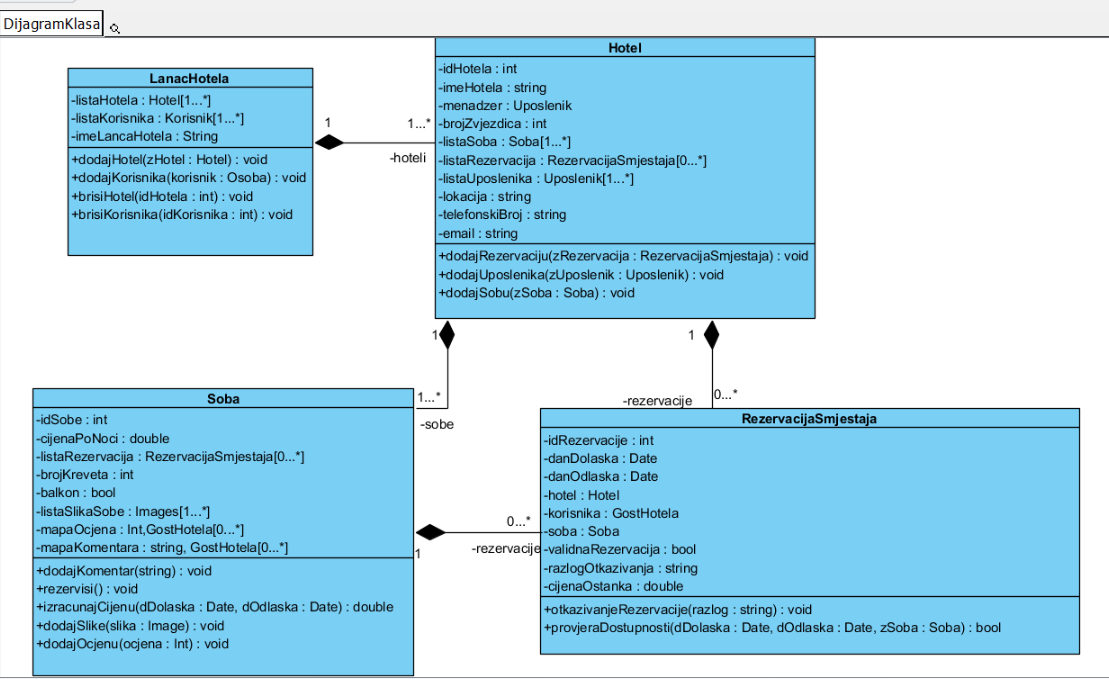 DijagramKlasa
LanacHotela
-listaHotela : Hotel[1...*]
-listaKorisnika : Korisnik[1...*]
-imeLancaHotela : String
+dodajHotel(zHotel : Hotel) : void
+dodajKorisnika(korisnik : Osoba) : void
+brisiHotel(idHotela : int) : void
+brisiKorisnika(idKorisnika : int) : void
1
1...*
-hoteli
Hotel
-idHotela : int
-imeHotela : string
-menadzer : Uposlenik
-brojZvjezdica : int
-listaSoba : Soba[1...*]
-listaRezervacija : RezervacijaSmjestaja[0...*]
-listaUposlenika : Uposlenik[1...*]
-lokacija : string
-telefonskiBroj : string
-email : string
+dodajRezervaciju(zRezervacija : RezervacijaSmjestaja) : void
+dodajUposlenika(zUposlenik : Uposlenik) : void
+dodajSobu(zSoba : Soba) : void
1
1...*
-sobe
1
0...*
-rezervacije
Soba
-idSobe : int
-cijenaPoNoci : double
-listaRezervacija : RezervacijaSmjestaja[0...*]
-brojKreveta : int
-balkon : bool
-listaSlikaSobe : Images[1...*]
-mapaOcjena : Int,GostHotela[0...*]
-mapaKomentara : string, GostHotela[0...*]
+dodajKomentar(string) : void
+rezervisi() : void
+izracunajCijenu(dDolaska : Date, dOdlaska : Date) : double
+dodajSlike(slika : Image) : void
+dodajOcjenu(ocjena : Int) : void
1
0...*
-rezervacije
RezervacijaSmjestaja
-idRezervacije : int
-danDolaska : Date
-danOdlaska : Date
-hotel : Hotel
-korisnika : GostHotela
-soba : Soba
-validnaRezervacija : bool
-razlogOtkazivanja : string
-cijenaOstanka : double
+otkazivanjeRezervacije(razlog : string) : void
+provjeraDostupnosti(dDolaska : Date, dOdlaska : Date, zSoba : Soba) : bool